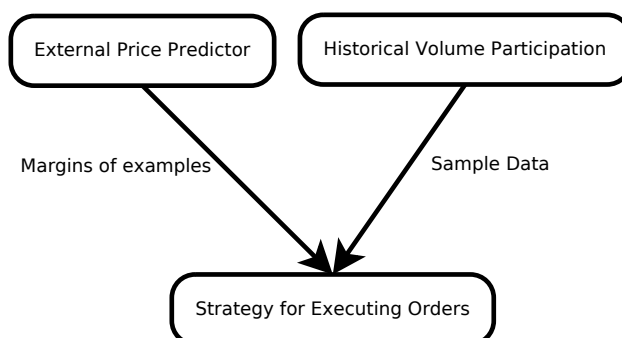 External Price Predictor
Historical Volume Participation
Margins of examples
Sample Data
Strategy for Executing Orders